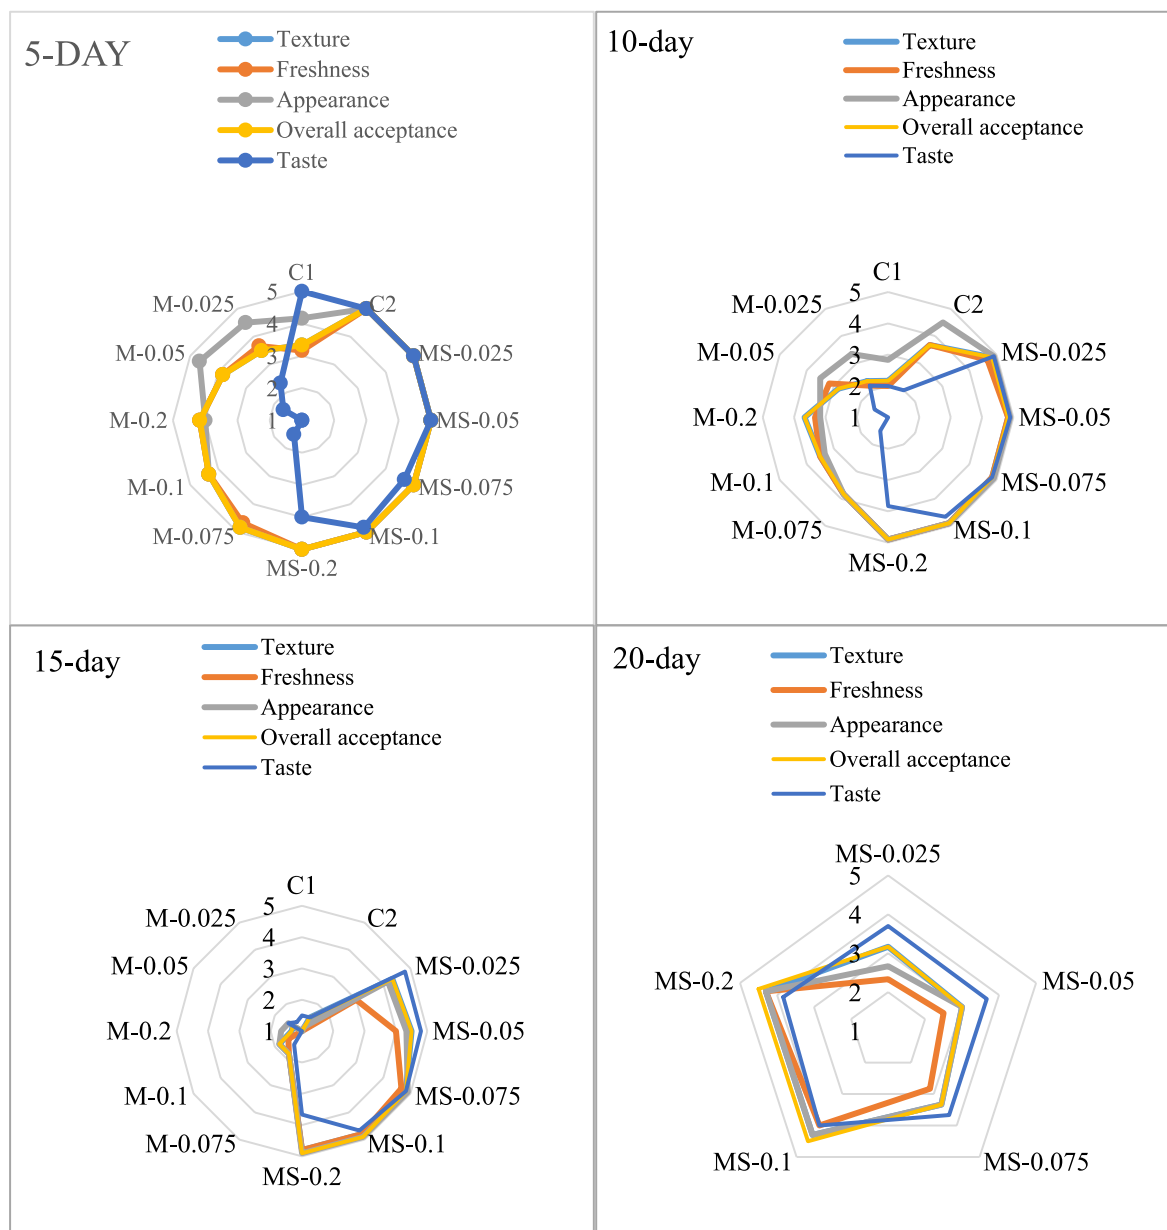 5-DAY
Texture
Freshness
Appearance
Overall acceptance
Taste
C1
C2
MS-0.025
MS-0.05
MS-0.075
MS-0.1
MS-0.2
M-0.075
M-0.1
M-0.2
M-0.05
M-0.025
5
4
3
2
1
10-day
Texture
Freshness
Appearance
Overall acceptance
Taste
C1
C2
MS-0.025
MS-0.05
MS-0.075
MS-0.1
MS-0.2
M-0.075
M-0.1
M-0.2
M-0.05
M-0.025
5
4
3
2
1
15-day
Texture
Freshness
Appearance
Overall acceptance
Taste
C1
C2
MS-0.025
MS-0.05
MS-0.075
MS-0.1
MS-0.2
M-0.075
M-0.1
M-0.2
M-0.05
M-0.025
5
4
3
2
1
20-day
Texture
Freshness
Appearance
Overall acceptance
Taste
MS-0.025
MS-0.05
MS-0.075
MS-0.1
MS-0.2
5
4
3
2
1